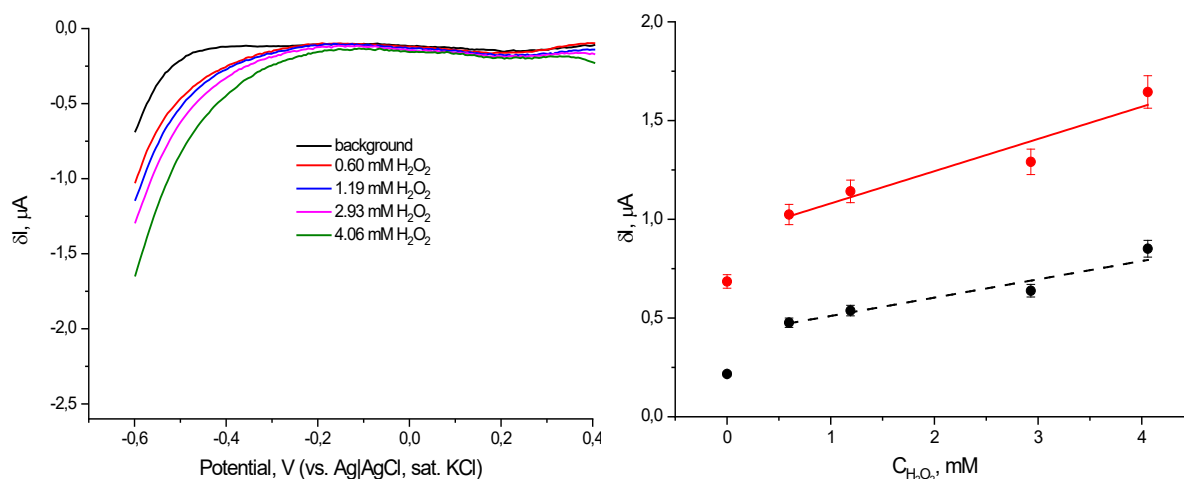 0,0
-0,5
-1,0
-1,5
-2,0
-2,5
δI, μA
-0,6
-0,4
-0,2
0,0
0,2
0,4
Potential, V (vs. Ag|AgCl, sat. KCl)
background
0.60 mM H₂O₂
1.19 mM H₂O₂
2.93 mM H₂O₂
4.06 mM H₂O₂
2,0
1,5
1,0
0,5
0,0
δI, μA
0
1
2
3
4
C_H₂O₂, mM